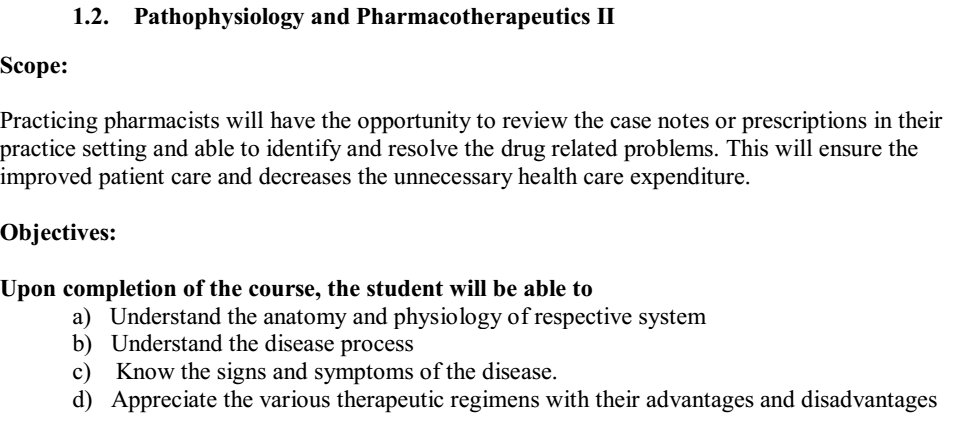 1.2. Pathophysiology and Pharmacotherapeutics II
Scope:
Practicing pharmacists will have the opportunity to review the case notes or prescriptions in their
practice setting and able to identify and resolve the drug related problems. This will ensure the
improved patient care and decreases the unnecessary health care expenditure.
Objectives:
Upon completion of the course, the student will be able to
a) Understand the anatomy and physiology of respective system
b) Understand the disease process
c) Know the signs and symptoms of the disease.
d) Appreciate the various therapeutic regimens with their advantages and disadvantages